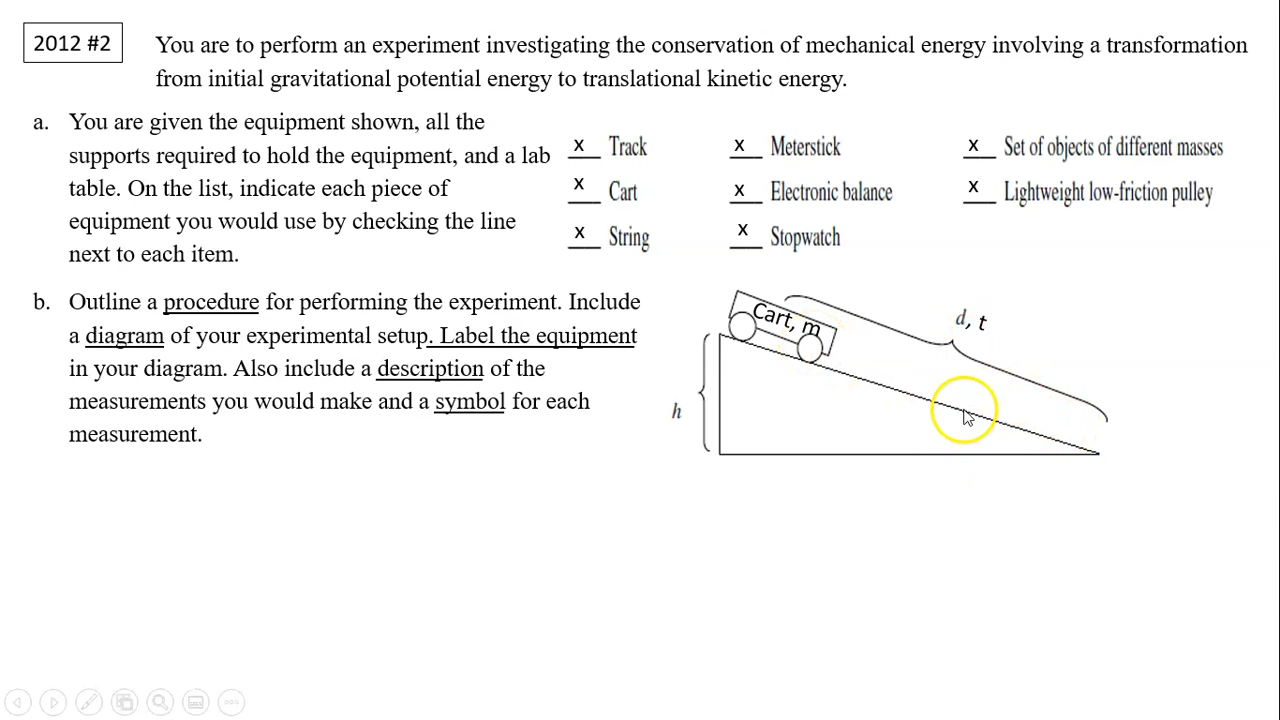 2012 #2
You are to perform an experiment investigating the conservation of mechanical energy involving a transformation
from initial gravitational potential energy to translational kinetic energy.
a. You are given the equipment shown, all the
supports required to hold the equipment, and a lab
table. On the list, indicate each piece of
equipment you would use by checking the line
next to each item.
x Track
x Meterstick
x Set of objects of different masses
x Cart
x Electronic balance
x Lightweight low-friction pulley
x String
x Stopwatch
b. Outline a procedure for performing the experiment. Include
a diagram of your experimental setup. Label the equipment
in your diagram. Also include a description of the
measurements you would make and a symbol for each
measurement.
Cart, m
d, t
h